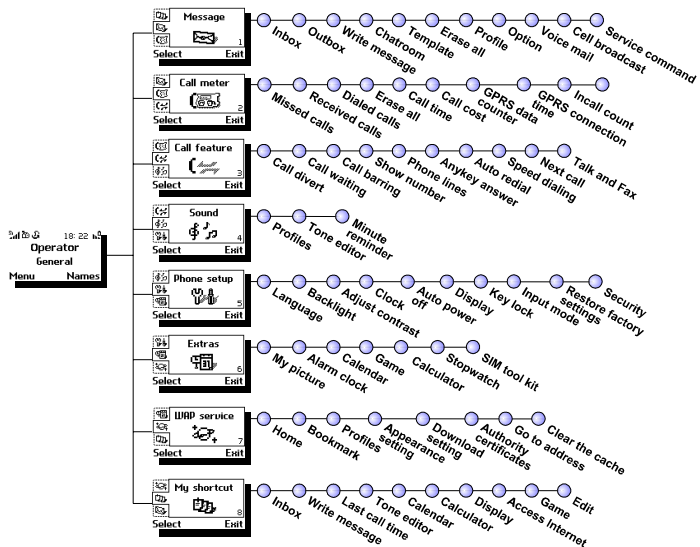 18:22
Operator
General
Menu Names
Message
1
Select Exit
Inbox
Outbox
Write message
Chatroom
Template
Erase all
Profile
Option
Voice mail
Cell broadcast
Service command
Call meter
2
Select Exit
Missed calls
Received calls
Dialed calls
Erase all
Call time
Call cost
GPRS data
counter
GPRS connection
time
Incall count
Call feature
3
Select Exit
Call divert
Call waiting
Call barring
Show number
Phone lines
Anykey answer
Auto redial
Speed dialing
Next call
Talk and Fax
Sound
4
Select Exit
Profiles
Tone editor
Minute
reminder
Phone setup
5
Select Exit
Language
Backlight
Adjust contrast
Clock
Auto power
off
Display
Key lock
Input mode
Restore factory
settings
Security
Extras
6
Select Exit
My picture
Alarm clock
Calendar
Game
Calculator
Stopwatch
SIM tool kit
WAP service
7
Select Exit
Home
Bookmark
Profiles
Appearance
setting
Download
setting
Authority
certificates
Go to address
Clear the cache
My shortcut
8
Select Exit
Inbox
Write message
Last call time
Tone editor
Calendar
Calculator
Display
Access Internet
Game
Edit